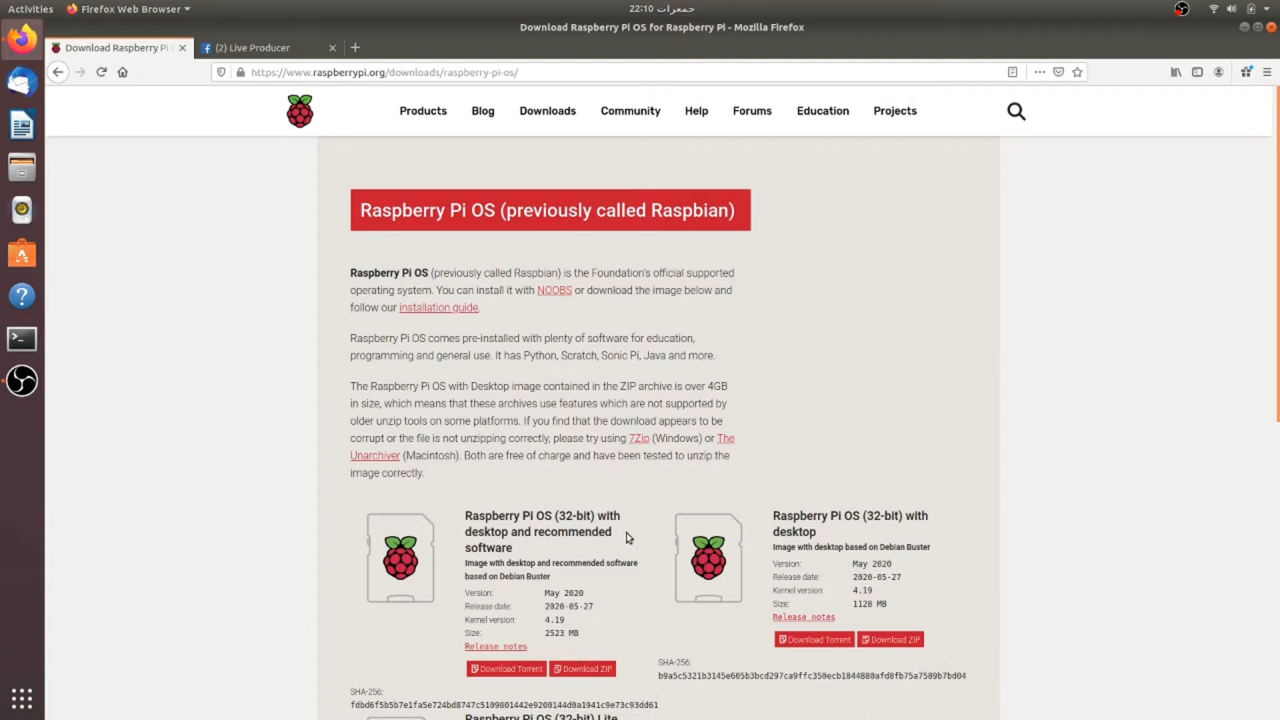 Activities
Firefox Web Browser
22:10 جمعرات
Download Raspberry Pi OS for Raspberry Pi - Mozilla Firefox
Download Raspberry Pi
(2) Live Producer
https://www.raspberrypi.org/downloads/raspberry-pi-os/
Products Blog Downloads Community Help Forums Education Projects
Raspberry Pi OS (previously called Raspbian)
Raspberry Pi OS (previously called Raspbian) is the Foundation's official supported
operating system. You can install it with NOOBS or download the image below and
follow our installation guide.
Raspberry Pi OS comes pre-installed with plenty of software for education,
programming and general use. It has Python, Scratch, Sonic Pi, Java and more.
The Raspberry Pi OS with Desktop image contained in the ZIP archive is over 4GB
in size, which means that these archives use features which are not supported by
older unzip tools on some platforms. If you find that the download appears to be
corrupt or the file is not unzipping correctly, please try using 7Zip (Windows) or The
Unarchiver (Macintosh). Both are free of charge and have been tested to unzip the
image correctly.
Raspberry Pi OS (32-bit) with
desktop and recommended
software
Image with desktop and recommended software
based on Debian Buster
Version: May 2020
Release date: 2020-05-27
Kernel version: 4.19
Size: 2523 MB
Release notes
Download Torrent Download ZIP
SHA-256:
fdbd6f5b5b7e1fa5e724bd8747c5109801442e9200144d0a1941c9e73c93dd61
Raspberry Pi OS (32-bit) with
desktop
Image with desktop based on Debian Buster
Version: May 2020
Release date: 2020-05-27
Kernel version: 4.19
Size: 1128 MB
Release notes
Download Torrent Download ZIP
SHA-256:
b9a5c5321b3145e605b3bcd297ca9ffc350ecb1844880afd8fb75a7589b7bd04
Raspberry Pi OS (32-bit) Lite